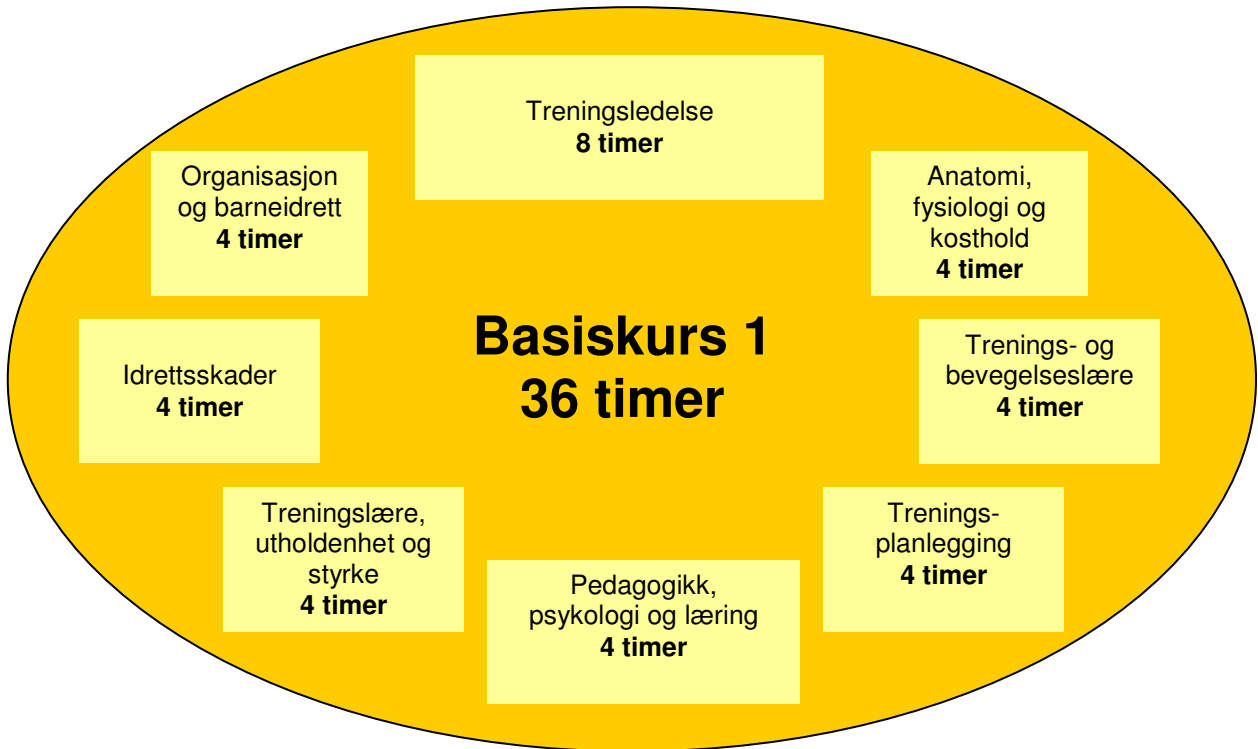 Treningsledelse
8 timer
Organisasjon
og barneidrett
4 timer
Anatomi,
fysiologi og
kosthold
4 timer
Basiskurs 1
36 timer
Idrettsskader
4 timer
Trenings- og
bevegelseslære
4 timer
Treningslære,
utholdenhet og
styrke
4 timer
Pedagogikk,
psykologi og læring
4 timer
Trenings-
planlegging
4 timer